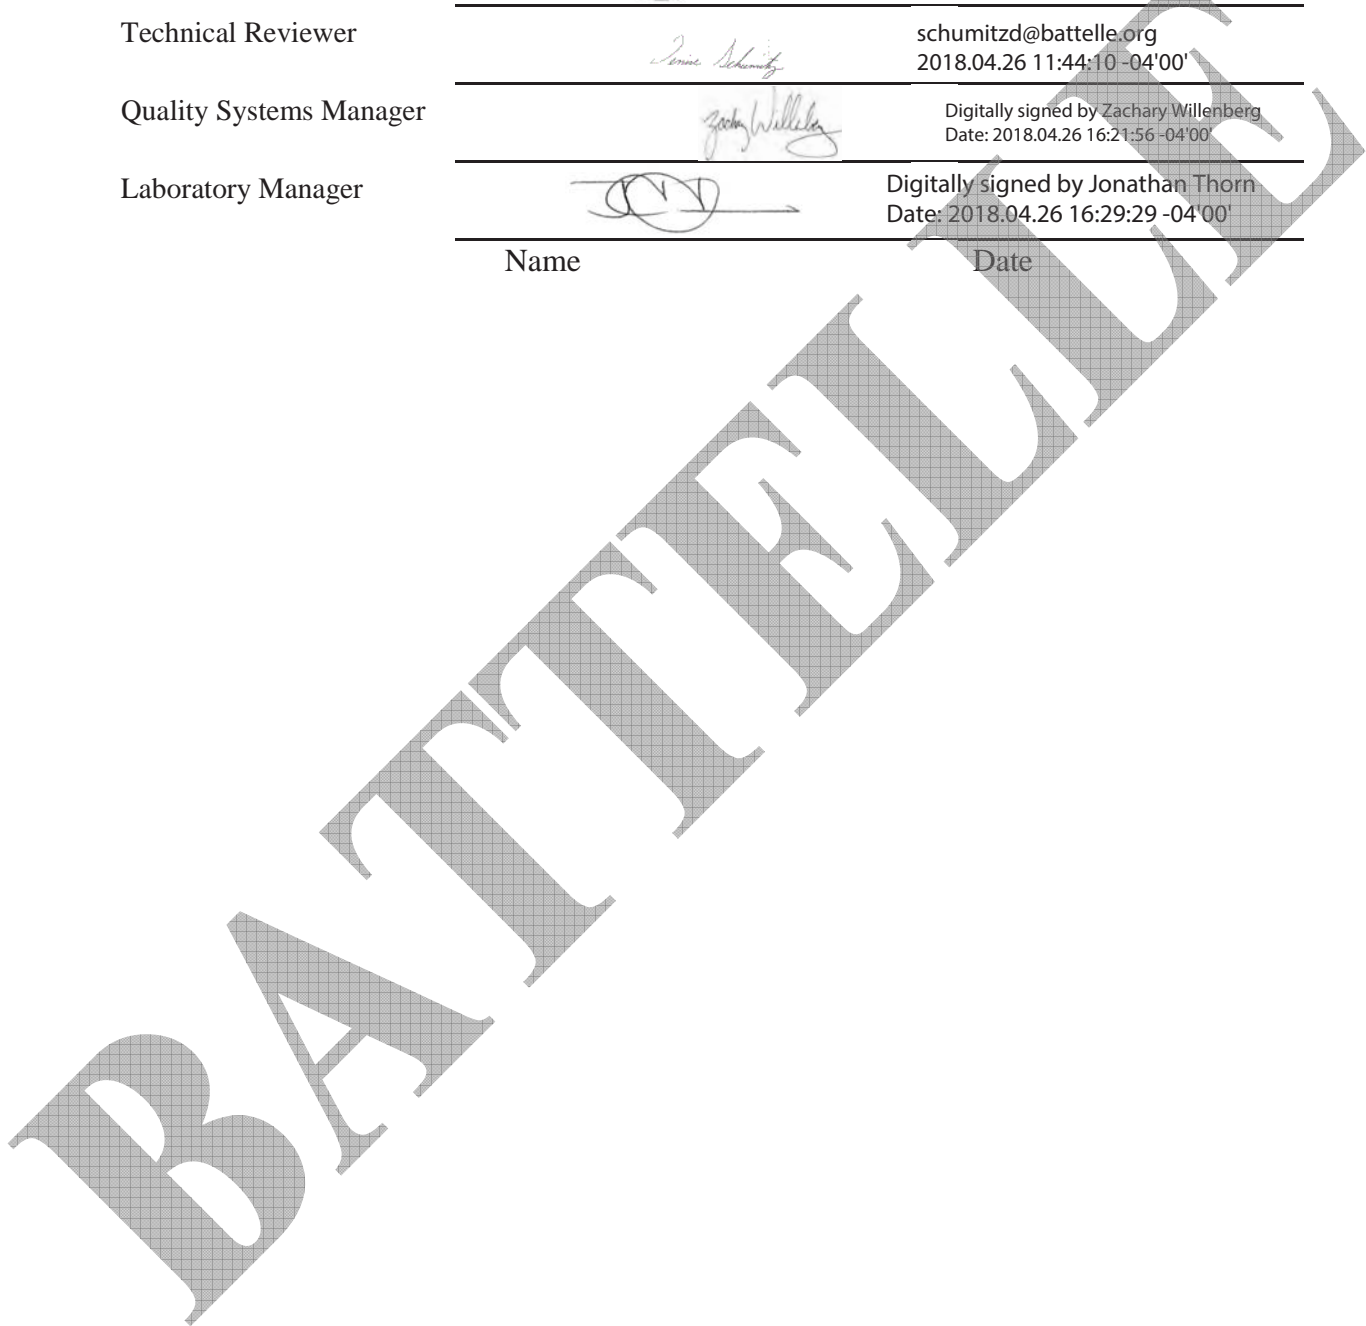 Technical Reviewer
schumitzd@battelle.org
2018.04.26 11:44:10 -04'00'
Quality Systems Manager
Digitally signed by Zachary Willenberg
Date: 2018.04.26 16:21:56 -04'00'
Laboratory Manager
Digitally signed by Jonathan Thorn
Date: 2018.04.26 16:29:29 -04'00'
Name Date
BATTELLE